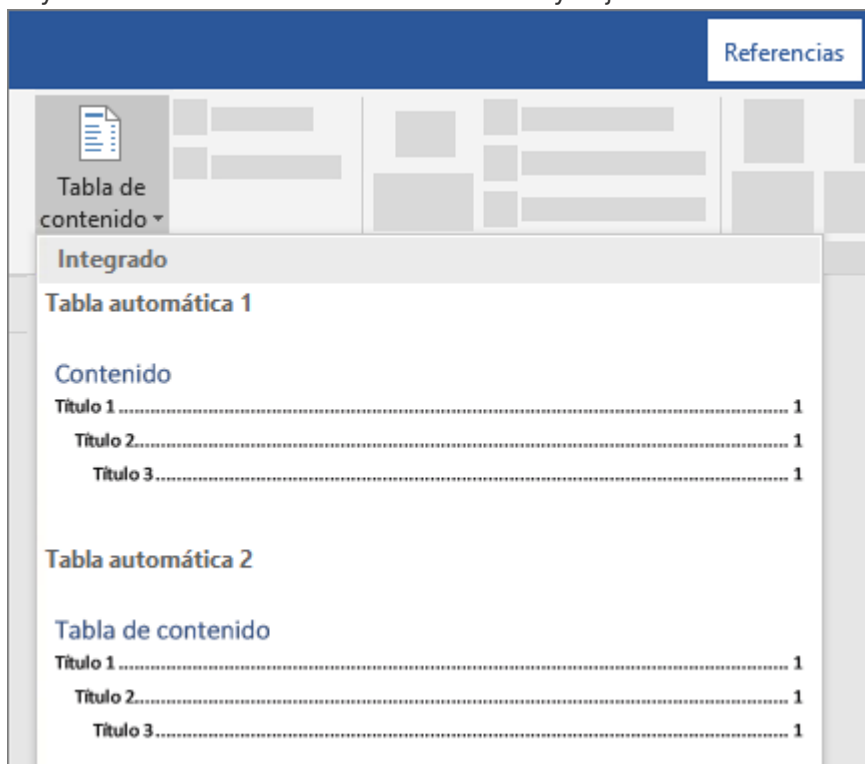 Referencias
Tabla de
contenido
Integrado
Tabla automática 1
Contenido
Título 1 ........................................................ 1
Título 2........................................................ 1
Título 3........................................................ 1
Tabla automática 2
Tabla de contenido
Título 1 ........................................................ 1
Título 2........................................................ 1
Título 3........................................................ 1